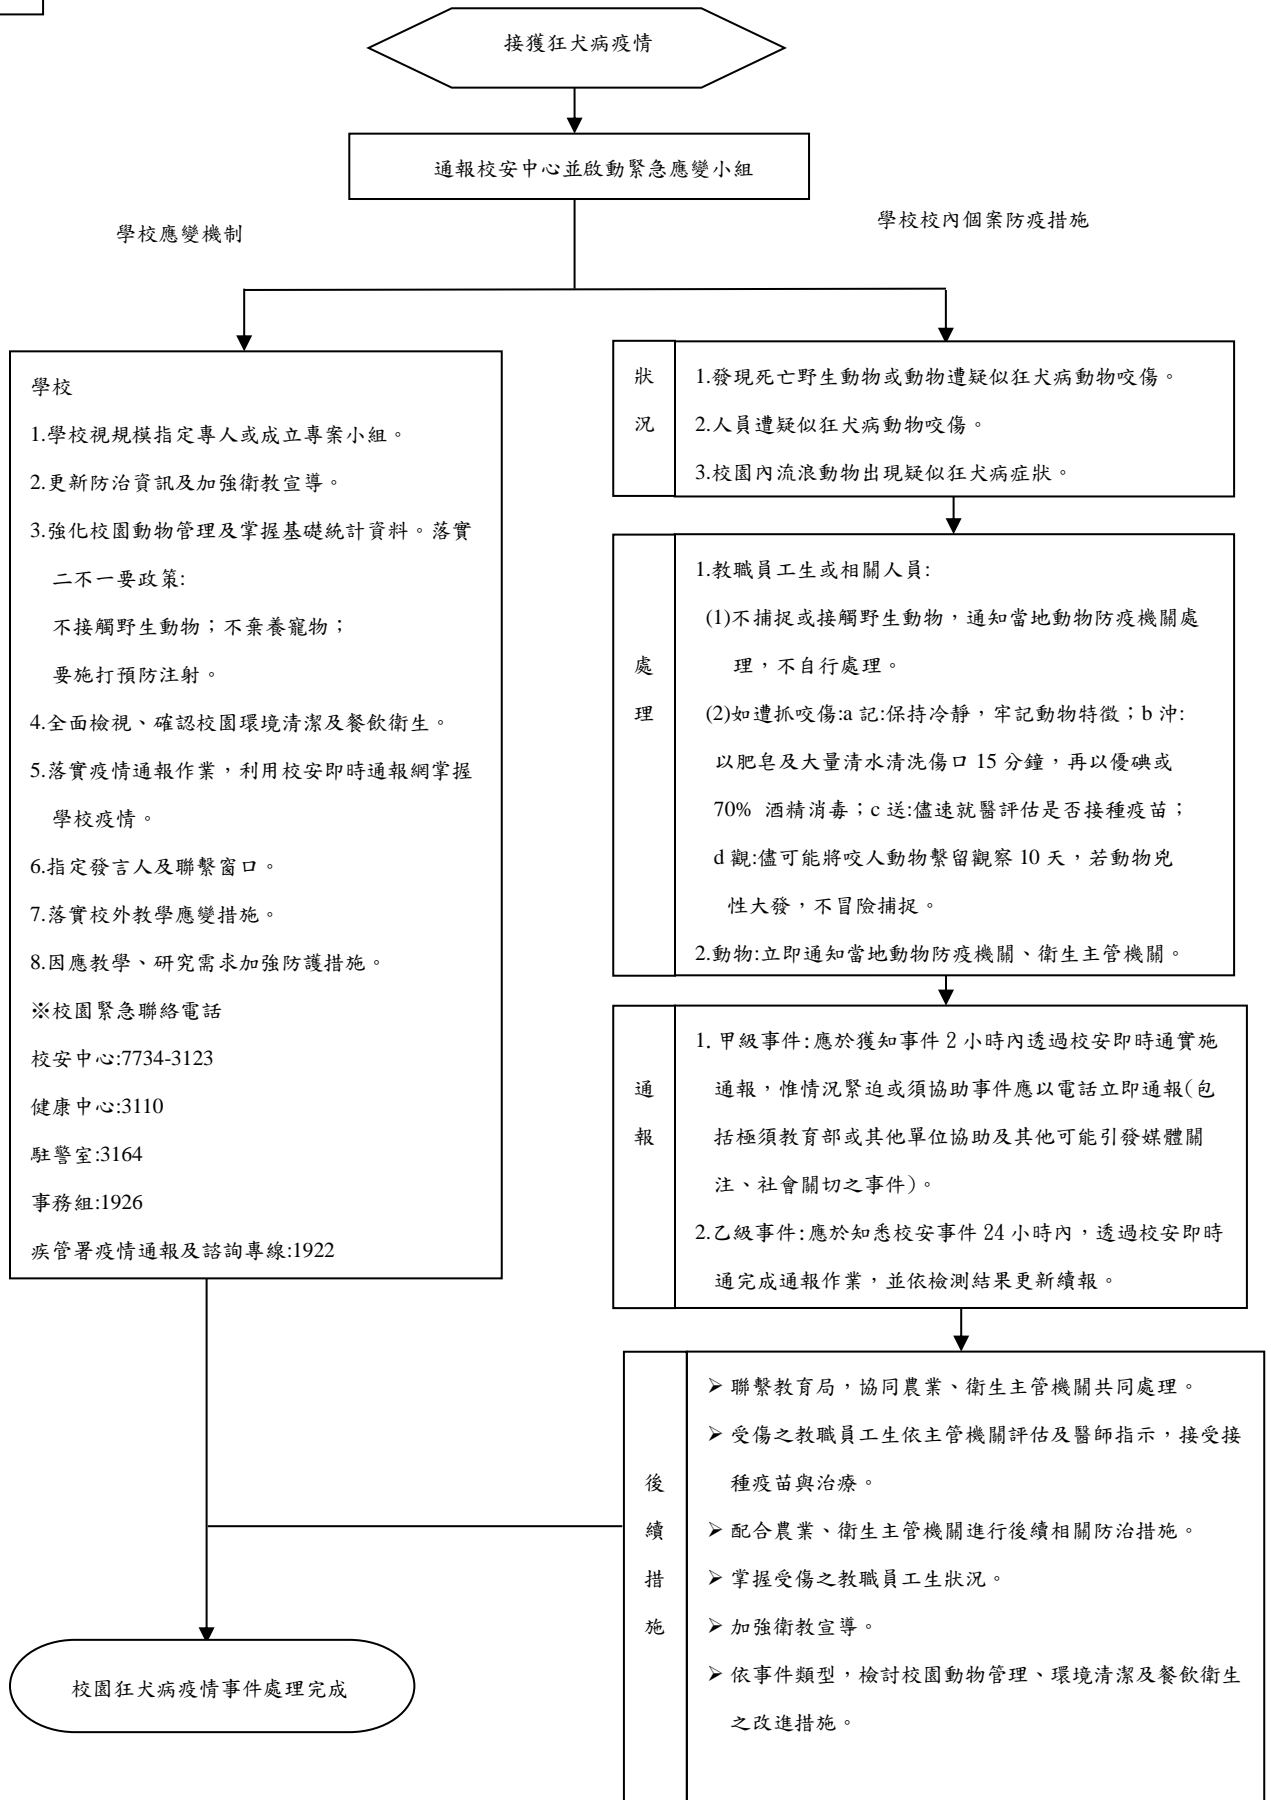 接獲狂犬病疫情
通報校安中心並啟動緊急應變小組
學校應變機制
學校校內個案防疫措施
學校
1.學校視規模指定專人或成立專案小組。
2.更新防治資訊及加強衛教宣導。
3.強化校園動物管理及掌握基礎統計資料。落實
二不一要政策:
不接觸野生動物；不棄養寵物；
要施打預防注射。
4.全面檢視、確認校園環境清潔及餐飲衛生。
5.落實疫情通報作業，利用校安即時通報網掌握
學校疫情。
6.指定發言人及聯繫窗口。
7.落實校外教學應變措施。
8.因應教學、研究需求加強防護措施。
※校園緊急聯絡電話
校安中心:7734-3123
健康中心:3110
駐警室:3164
事務組:1926
疾管署疫情通報及諮詢專線:1922
狀
況
1.發現死亡野生動物或動物遭疑似狂犬病動物咬傷。
2.人員遭疑似狂犬病動物咬傷。
3.校園內流浪動物出現疑似狂犬病症狀。
處
理
1.教職員工生或相關人員:
(1)不捕捉或接觸野生動物，通知當地動物防疫機關處
理，不自行處理。
(2)如遭抓咬傷:a 記:保持冷靜，牢記動物特徵；b 沖:
以肥皂及大量清水清洗傷口 15 分鐘，再以優碘或
70% 酒精消毒；c 送:儘速就醫評估是否接種疫苗；
d 觀:儘可能將咬人動物繫留觀察 10 天，若動物兇
性大發，不冒險捕捉。
2.動物:立即通知當地動物防疫機關、衛生主管機關。
通
報
1. 甲級事件:應於獲知事件 2 小時內透過校安即時通實施
通報，惟情況緊迫或須協助事件應以電話立即通報(包
括極須教育部或其他單位協助及其他可能引發媒體關
注、社會關切之事件)。
2.乙級事件:應於知悉校安事件 24 小時內，透過校安即時
通完成通報作業，並依檢測結果更新續報。
後
續
措
施
➢ 聯繫教育局，協同農業、衛生主管機關共同處理。
➢ 受傷之教職員工生依主管機關評估及醫師指示，接受接
種疫苗與治療。
➢ 配合農業、衛生主管機關進行後續相關防治措施。
➢ 掌握受傷之教職員工生狀況。
➢ 加強衛教宣導。
➢ 依事件類型，檢討校園動物管理、環境清潔及餐飲衛生
之改進措施。
校園狂犬病疫情事件處理完成